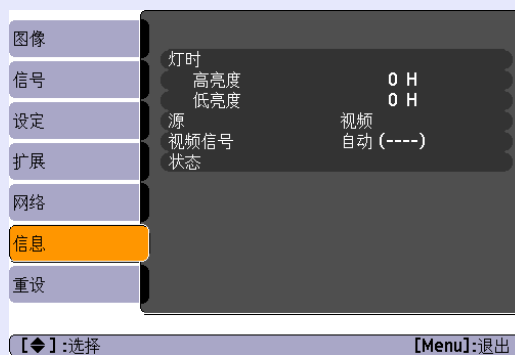 图像
信号
设定
扩展
网络
信息
重设
灯时
高亮度 0 H
低亮度 0 H
源 视频
视频信号 自动 (----)
状态
[◆]:选择 [Menu]:退出